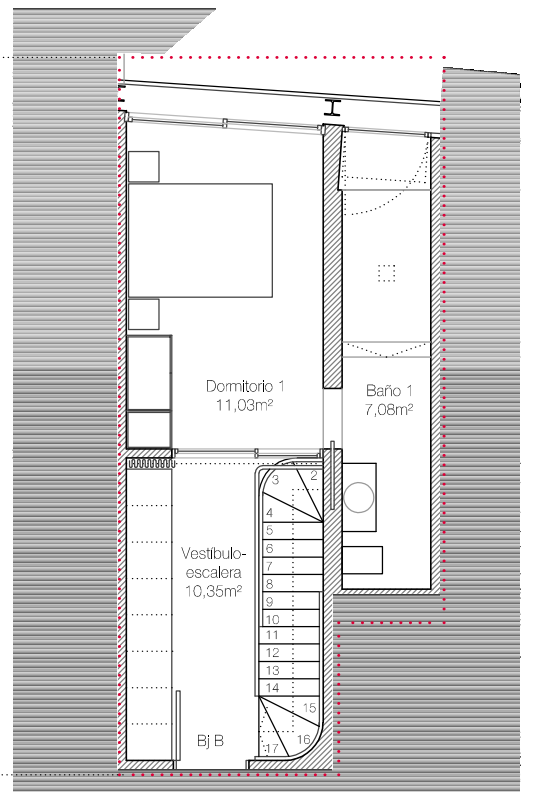 Dormitorio 1
11,03m²
Baño 1
7,08m²
3
2
4
5
6
7
8
9
10
11
12
13
14
15
16
17
Vestíbulo-
escalera
10,35m²
Bj B